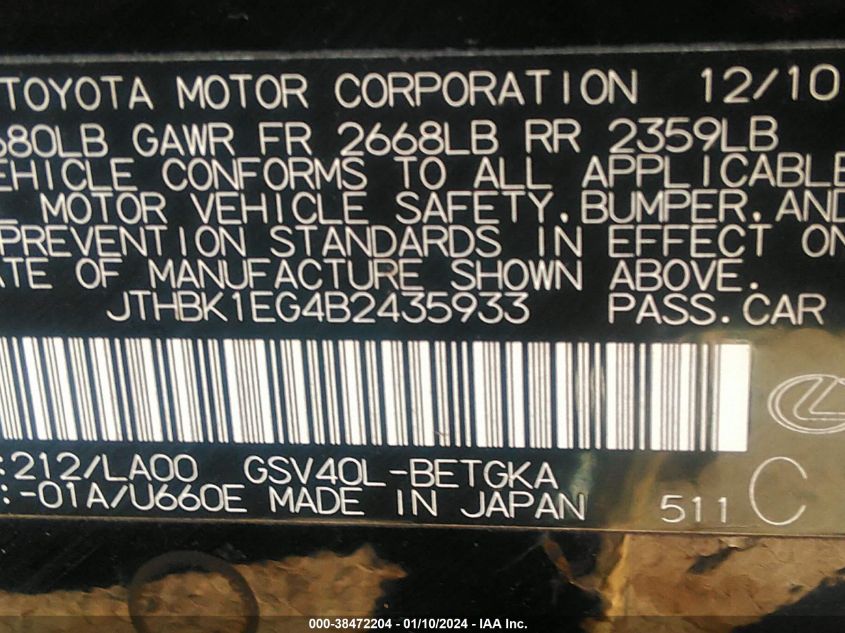 TOYOTA MOTOR CORPORATION 12/10
680LB GAWR FR 2668LB RR 2359LB
EHICLE CONFORMS TO ALL APPLICABLE
MOTOR VEHICLE SAFETY, BUMPER, AND
PREVENTION STANDARDS IN EFFECT ON
ATE OF MANUFACTURE SHOWN ABOVE.
JTHBK1EG4B2435933 PASS.CAR
:212/LA00 GSV40L-BETGKA
:-01A/U660E MADE IN JAPAN 511 C
000-38472204 - 01/10/2024 - IAA Inc.